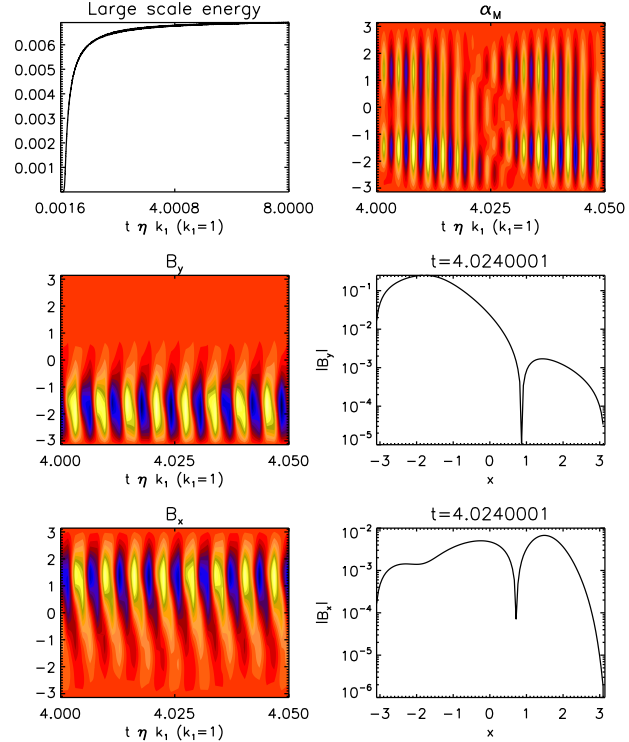 Large scale energy
0.006
0.005
0.004
0.003
0.002
0.001
0.0016 4.0008 8.0000
t η k₁ (k₁=1)
α_M
3
2
1
0
-1
-2
-3
4.000 4.025 4.050
t η k₁ (k₁=1)
B_y
3
2
1
0
-1
-2
-3
4.000 4.025 4.050
t η k₁ (k₁=1)
t=4.0240001
|B_y|
10⁻¹
10⁻²
10⁻³
10⁻⁴
10⁻⁵
-3 -2 -1 0 1 2 3
x
B_x
3
2
1
0
-1
-2
-3
4.000 4.025 4.050
t η k₁ (k₁=1)
t=4.0240001
|B_x|
10⁻²
10⁻³
10⁻⁴
10⁻⁵
10⁻⁶
-3 -2 -1 0 1 2 3
x